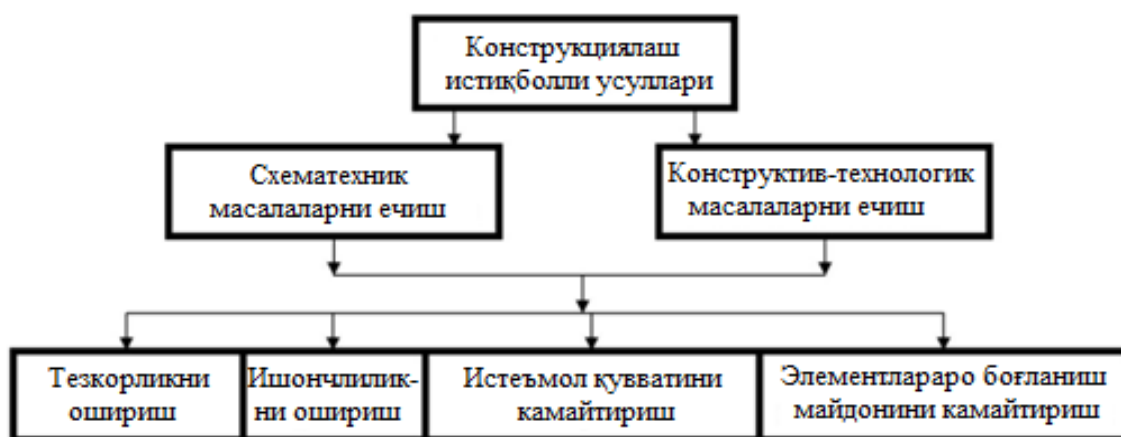 Конструкциялаш
истиқболли усуллари
Схематехник
масалаларни ечиш
Конструктив-технологик
масалаларни ечиш
Тезкорликни
ошириш
Ишончлилик-
ни ошириш
Истеъмол қувватини
камайтириш
Элементлараро боғланиш
майдонини камайтириш